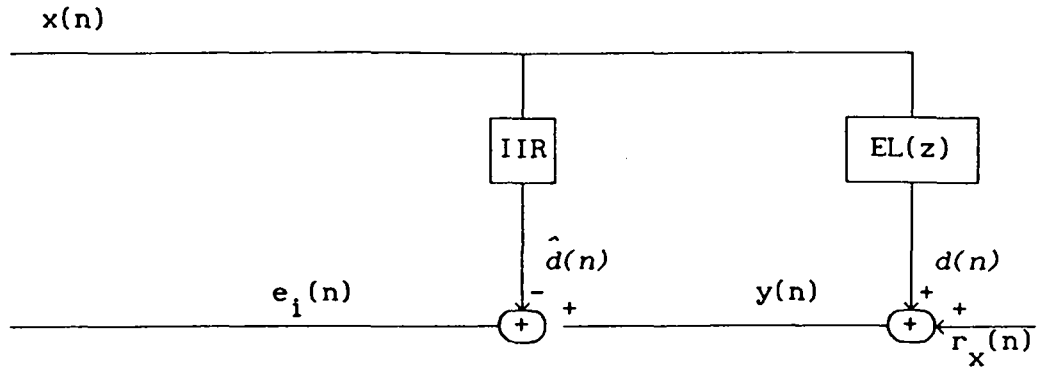 x(n)
IIR
EL(z)
d̂(n)
d(n)
e_i(n)
-
+
y(n)
+
+
+
+
r_x(n)